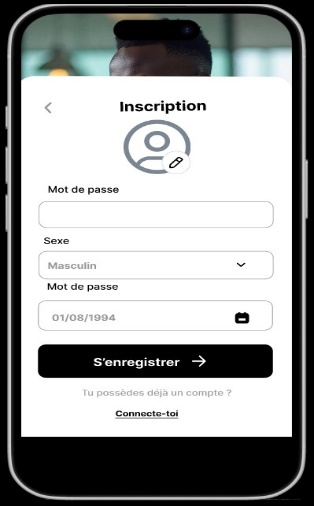 Inscription
Mot de passe
Sexe
Masculin
Mot de passe
01/08/1994
S'enregistrer
Tu possèdes déjà un compte ?
Connecte-toi